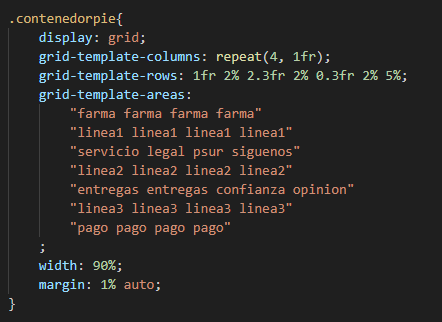 .contenedorpie{
    display: grid;
    grid-template-columns: repeat(4, 1fr);
    grid-template-rows: 1fr 2% 2.3fr 2% 0.3fr 2% 5%;
    grid-template-areas:
        "farma farma farma farma"
        "linea1 linea1 linea1 linea1"
        "servicio legal psur siguenos"
        "linea2 linea2 linea2 linea2"
        "entregas entregas confianza opinion"
        "linea3 linea3 linea3 linea3"
        "pago pago pago pago"
    ;
    width: 90%;
    margin: 1% auto;
}